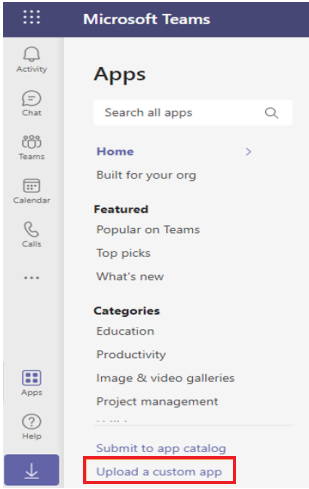 Microsoft Teams
Activity
Chat
Teams
Calendar
Calls
Apps
Help
Apps
Search all apps
Home
Built for your org
Featured
Popular on Teams
Top picks
What's new
Categories
Education
Productivity
Image & video galleries
Project management
Submit to app catalog
Upload a custom app